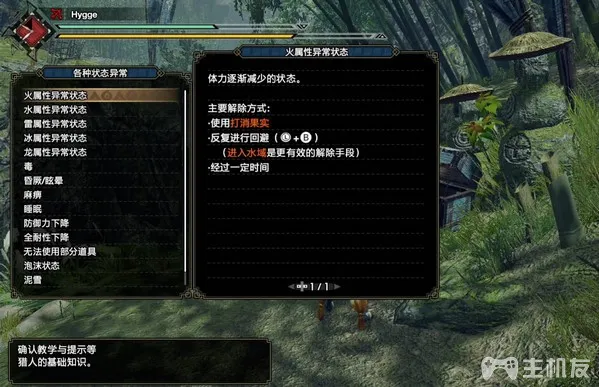 Hygge
各种状态异常
火属性异常状态
水属性异常状态
雷属性异常状态
冰属性异常状态
龙属性异常状态
毒
昏厥/眩晕
麻痹
睡眠
防御力下降
全耐性下降
无法使用部分道具
泡沫状态
泥雪
火属性异常状态
体力逐渐减少的状态。
主要解除方式:
·使用打消果实
·反复进行回避（L+B）
（进入水域是更有效的解除手段）
·经过一定时间
1/1
确认教学与提示等
猎人的基础知识。
主机友